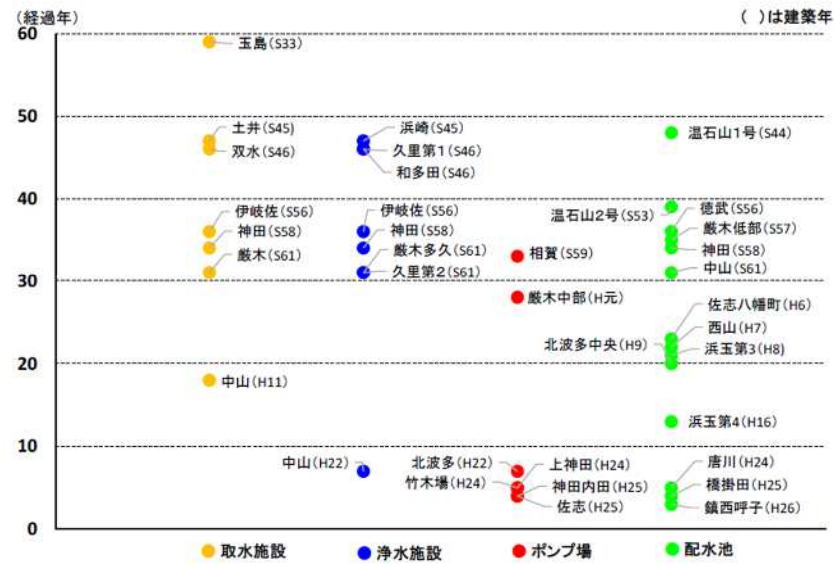 (経過年)
( )は建築年
60
50
40
30
20
10
0
玉島(S33)
土井(S45)
双水(S46)
伊岐佐(S56)
神田(S58)
厳木(S61)
中山(H11)
浜崎(S45)
久里第1(S46)
和多田(S46)
伊岐佐(S56)
神田(S58)
厳木多久(S61)
久里第2(S61)
中山(H22)
相賀(S59)
厳木中部(H元)
北波多(H22)
竹木場(H24)
上神田(H24)
神田内田(H25)
佐志(H25)
温石山1号(S44)
温石山2号(S53)
徳武(S56)
厳木低部(S57)
神田(S58)
中山(S61)
佐志八幡町(H6)
西山(H7)
浜玉第3(H8)
北波多中央(H9)
浜玉第4(H16)
唐川(H24)
橋掛田(H25)
鎮西呼子(H26)
取水施設
浄水施設
ポンプ場
配水池